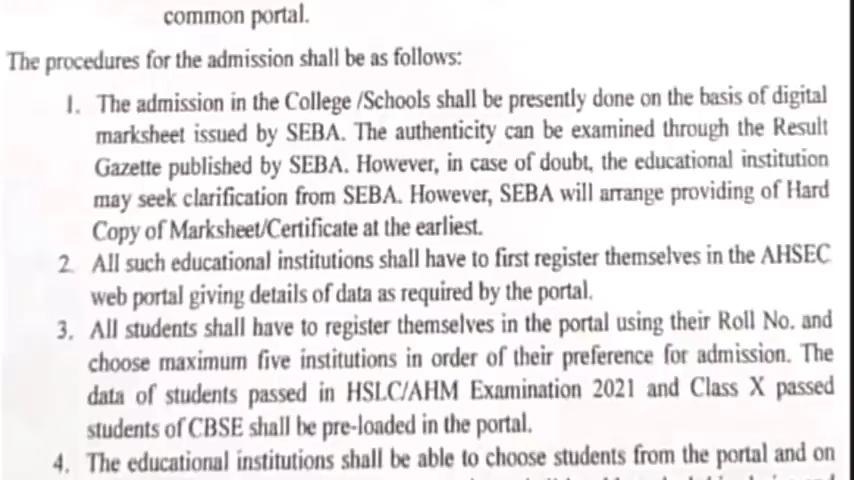 common portal.
The procedures for the admission shall be as follows:
1. The admission in the College /Schools shall be presently done on the basis of digital
marksheet issued by SEBA. The authenticity can be examined through the Result
Gazette published by SEBA. However, in case of doubt, the educational institution
may seek clarification from SEBA. However, SEBA will arrange providing of Hard
Copy of Marksheet/Certificate at the earliest.
2. All such educational institutions shall have to first register themselves in the AHSEC
web portal giving details of data as required by the portal.
3. All students shall have to register themselves in the portal using their Roll No. and
choose maximum five institutions in order of their preference for admission. The
data of students passed in HSLC/AHM Examination 2021 and Class X passed
students of CBSE shall be pre-loaded in the portal.
4. The educational institutions shall be able to choose students from the portal and on